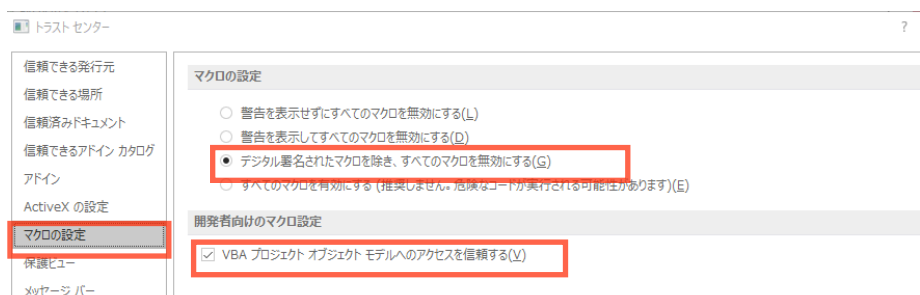 トラスト センター
?
信頼できる発行元
信頼できる場所
信頼済みドキュメント
信頼できるアドイン カタログ
アドイン
ActiveX の設定
マクロの設定
保護ビュー
メッセージ バー
マクロの設定
警告を表示せずにすべてのマクロを無効にする(L)
警告を表示してすべてのマクロを無効にする(D)
デジタル署名されたマクロを除き、すべてのマクロを無効にする(G)
すべてのマクロを有効にする (推奨しません。危険なコードが実行される可能性があります)(E)
開発者向けのマクロ設定
VBA プロジェクト オブジェクト モデルへのアクセスを信頼する(V)